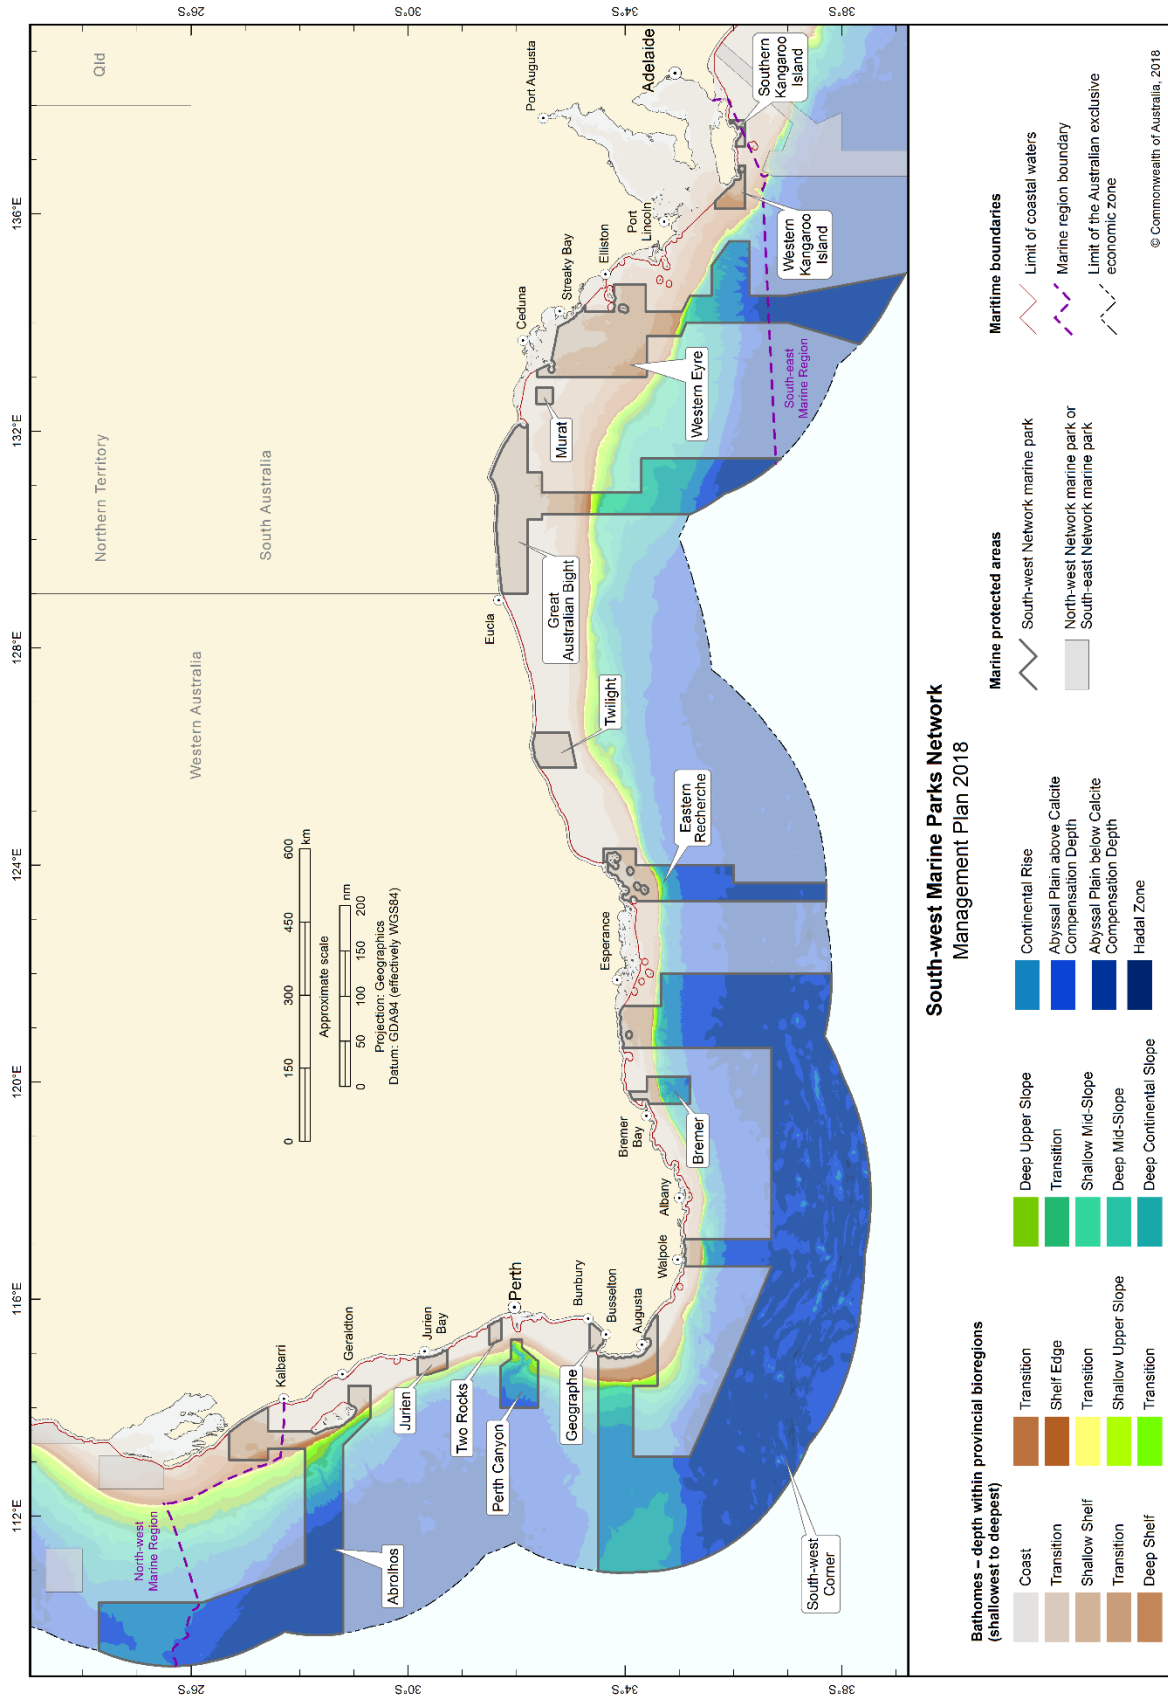 112°E
116°E
120°E
124°E
128°E
132°E
136°E
26°S
30°S
34°S
38°S
26°S
30°S
34°S
38°S
Western Australia
Northern Territory
South Australia
Qld
North-west
Marine Region
South-east
Marine Region
Kalbarri
Geraldton
Jurien
Bay
Perth
Bunbury
Busselton
Augusta
Walpole
Albany
Bremer
Bay
Esperance
Eucla
Ceduna
Streaky Bay
Elliston
Port
Lincoln
Port Augusta
Adelaide
Abrolhos
Jurien
Two Rocks
Perth Canyon
Geographe
South-west
Corner
Bremer
Eastern
Recherche
Twilight
Great
Australian Bight
Murat
Western Eyre
Western
Kangaroo
Island
Southern
Kangaroo
Island
0 150 300 450 600
km
Approximate scale
nm
0 50 100 150 200
Projection: Geographics
Datum: GDA94 (effectively WGS84)
South-west Marine Parks Network
Management Plan 2018
Bathomes – depth within provincial bioregions
(shallowest to deepest)
Coast
Transition
Shallow Shelf
Transition
Deep Shelf
Transition
Shelf Edge
Transition
Shallow Upper Slope
Transition
Deep Upper Slope
Transition
Shallow Mid-Slope
Deep Mid-Slope
Deep Continental Slope
Continental Rise
Abyssal Plain above Calcite
Compensation Depth
Abyssal Plain below Calcite
Compensation Depth
Hadal Zone
Marine protected areas
South-west Network marine park
North-west Network marine park or
South-east Network marine park
Maritime boundaries
Limit of coastal waters
Marine region boundary
Limit of the Australian exclusive
economic zone
© Commonwealth of Australia, 2018